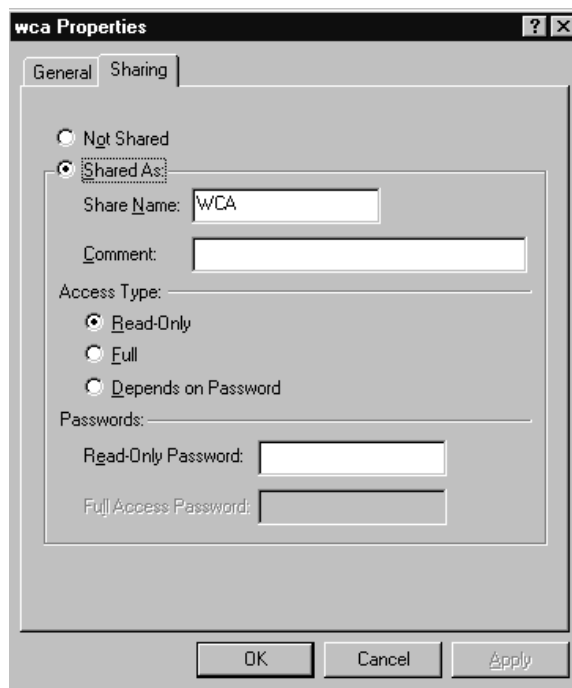 wca Properties
General Sharing
Not Shared
Shared As:
Share Name: WCA
Comment:
Access Type:
Read-Only
Full
Depends on Password
Passwords:
Read-Only Password:
Full Access Password:
OK Cancel Apply